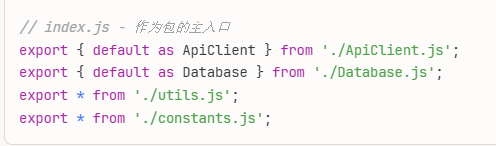 // index.js - 作为包的主入口
export { default as ApiClient } from './ApiClient.js';
export { default as Database } from './Database.js';
export * from './utils.js';
export * from './constants.js';